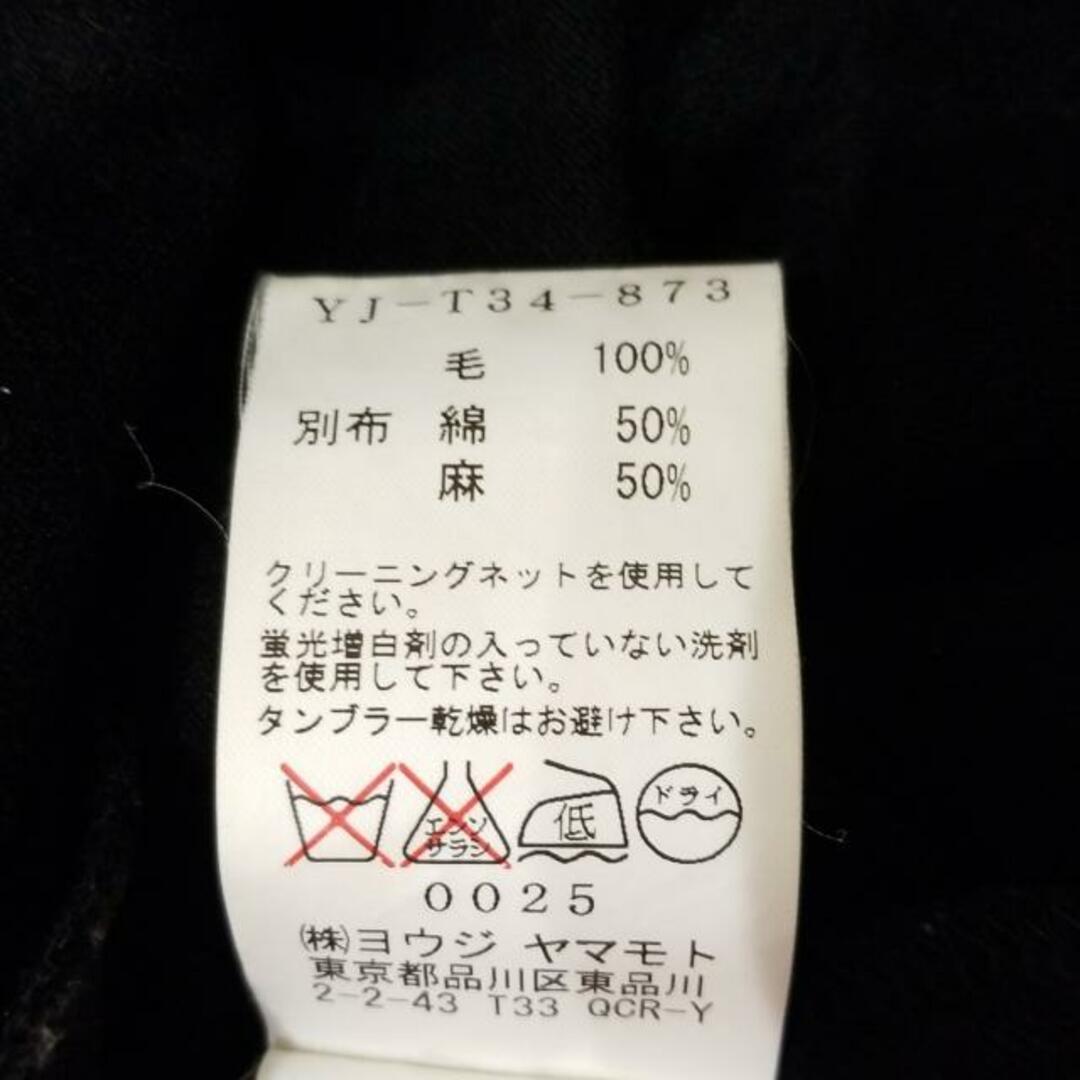 YJ-T34-873
毛 100%
別布 綿 50%
麻 50%
クリーニングネットを使用して
ください。
蛍光増白剤の入っていない洗剤
を使用して下さい。
タンブラー乾燥はお避け下さい。
エンソ
サラシ
低
ドライ
0025
㈱ヨウジ ヤマモト
東京都品川区東品川
2-2-43 T33 QCR-Y